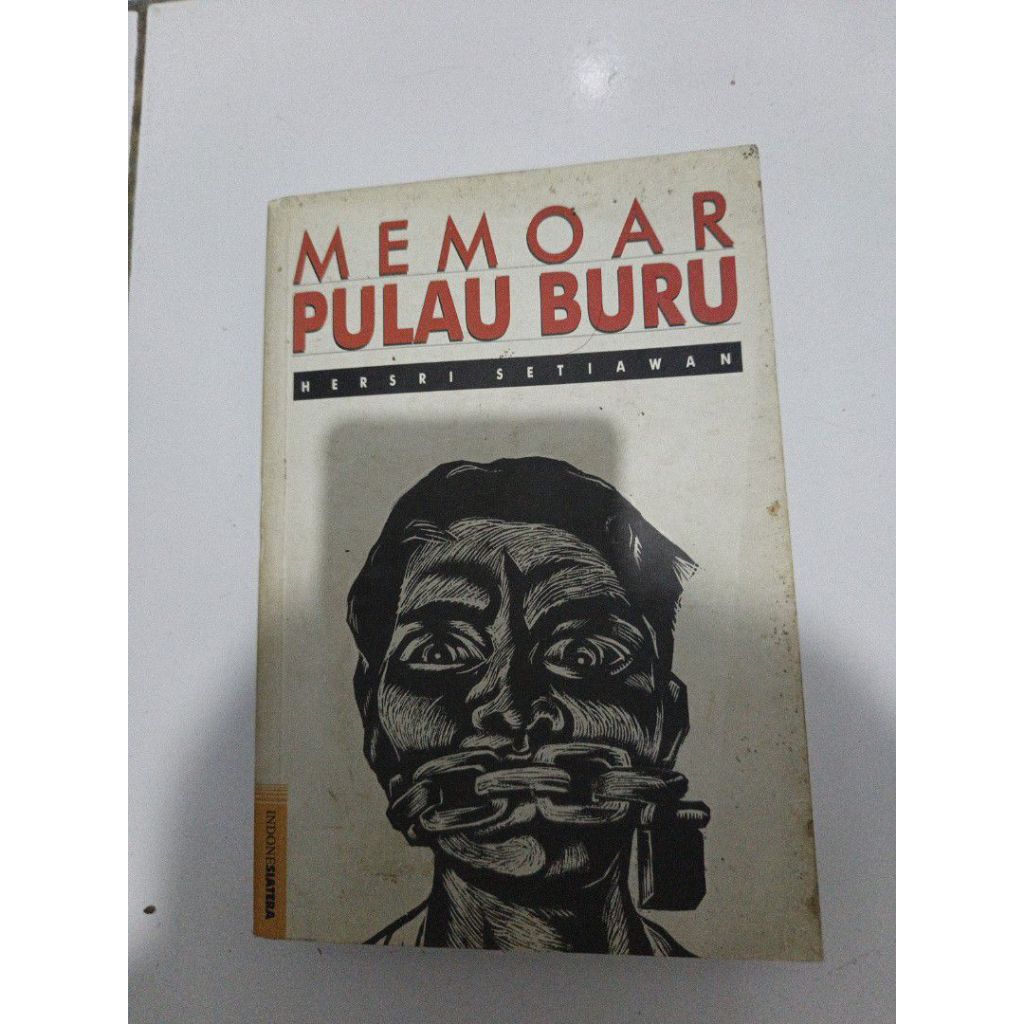 MEMOAR
PULAU BURU
HERSRI SETIAWAN
INDONESIATERA